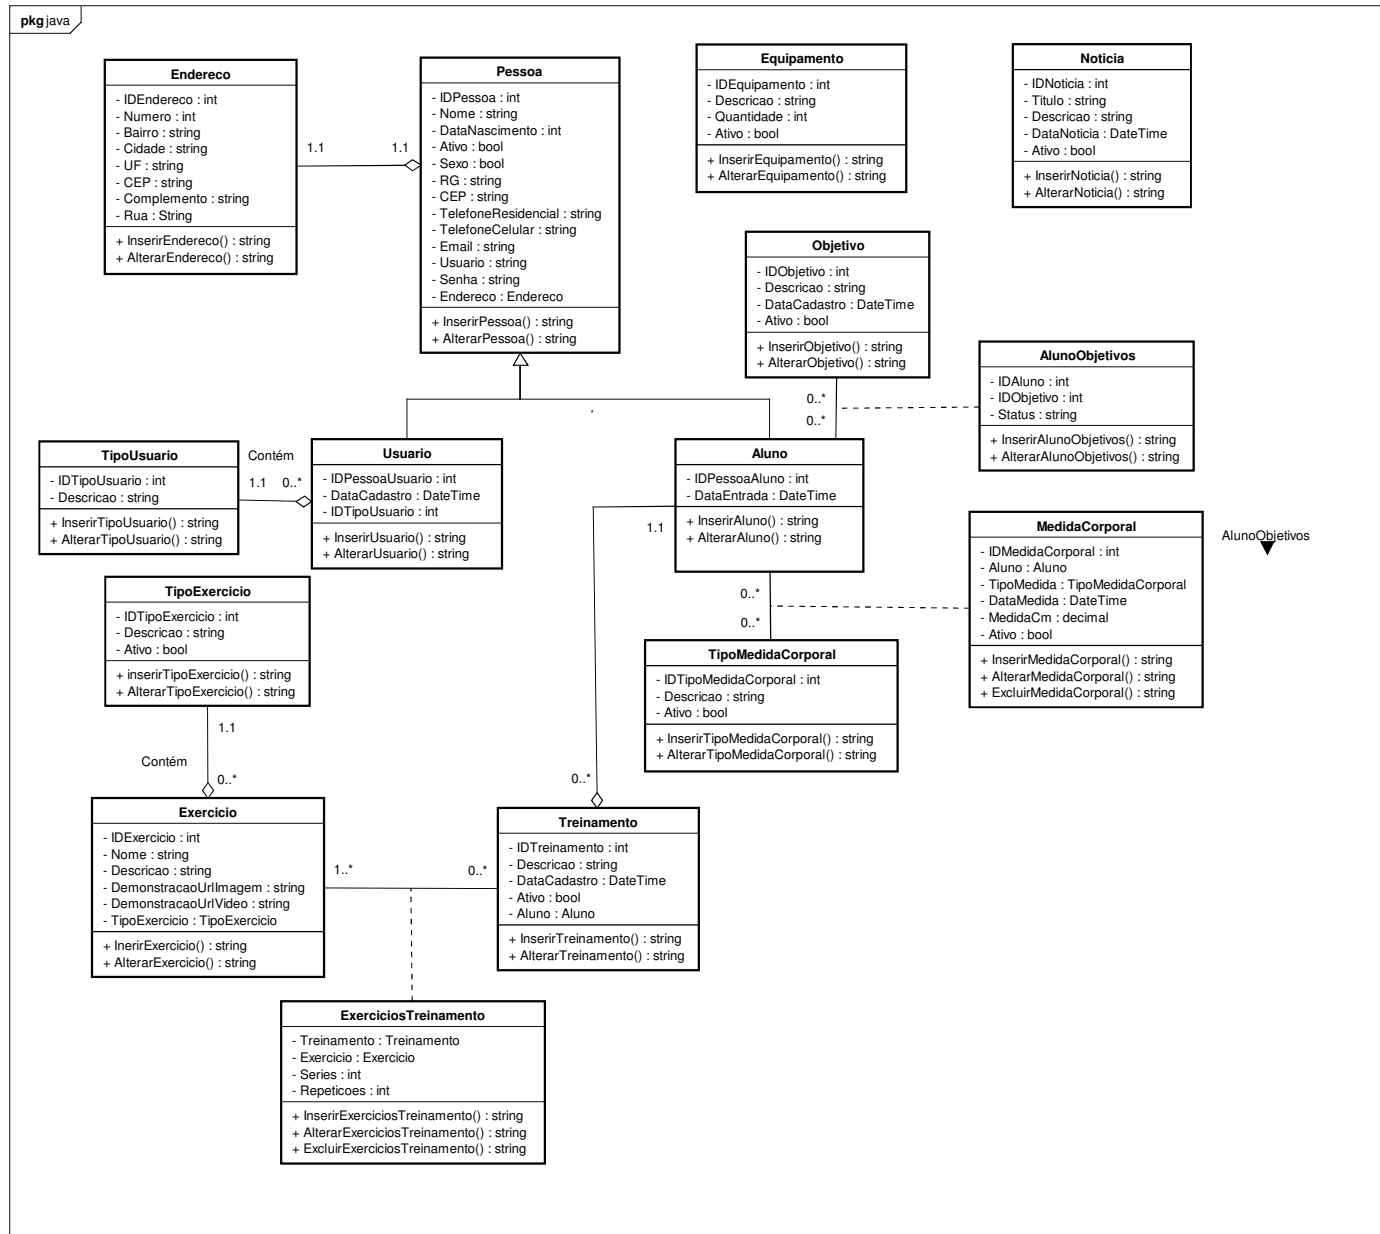 pkg java
Endereco
- IDEndereco : int
- Numero : int
- Bairro : string
- Cidade : string
- UF : string
- CEP : string
- Complemento : string
- Rua : String
+ InserirEndereco() : string
+ AlterarEndereco() : string
1.1
1.1
Pessoa
- IDPessoa : int
- Nome : string
- DataNascimento : int
- Ativo : bool
- Sexo : bool
- RG : string
- CEP : string
- TelefoneResidencial : string
- TelefoneCelular : string
- Email : string
- Usuario : string
- Senha : string
- Endereco : Endereco
+ InserirPessoa() : string
+ AlterarPessoa() : string
Equipamento
- IDEquipamento : int
- Descricao : string
- Quantidade : int
- Ativo : bool
+ InserirEquipamento() : string
+ AlterarEquipamento() : string
Noticia
- IDNoticia : int
- Titulo : string
- Descricao : string
- DataNoticia : DateTime
- Ativo : bool
+ InserirNoticia() : string
+ AlterarNoticia() : string
Objetivo
- IDObjetivo : int
- Descricao : string
- DataCadastro : DateTime
- Ativo : bool
+ InserirObjetivo() : string
+ AlterarObjetivo() : string
0..*
0..*
AlunoObjetivos
- IDAluno : int
- IDObjetivo : int
- Status : string
+ InserirAlunoObjetivos() : string
+ AlterarAlunoObjetivos() : string
TipoUsuario
- IDTipoUsuario : int
- Descricao : string
+ InserirTipoUsuario() : string
+ AlterarTipoUsuario() : string
Contém
1.1
0..*
Usuario
- IDPessoaUsuario : int
- DataCadastro : DateTime
- IDTipoUsuario : int
+ InserirUsuario() : string
+ AlterarUsuario() : string
Aluno
- IDPessoaAluno : int
- DataEntrada : DateTime
+ InserirAluno() : string
+ AlterarAluno() : string
1.1
0..*
0..*
MedidaCorporal
- IDMedidaCorporal : int
- Aluno : Aluno
- TipoMedida : TipoMedidaCorporal
- DataMedida : DateTime
- MedidaCm : decimal
- Ativo : bool
+ InserirMedidaCorporal() : string
+ AlterarMedidaCorporal() : string
+ ExcluirMedidaCorporal() : string
AlunoObjetivos
TipoExercicio
- IDTipoExercicio : int
- Descricao : string
- Ativo : bool
+ inserirTipoExercicio() : string
+ AlterarTipoExercicio() : string
1.1
Contém
0..*
TipoMedidaCorporal
- IDTipoMedidaCorporal : int
- Descricao : string
- Ativo : bool
+ InserirTipoMedidaCorporal() : string
+ AlterarTipoMedidaCorporal() : string
0..*
Exercicio
- IDExercicio : int
- Nome : string
- Descricao : string
- DemonstracaoUrlImagem : string
- DemonstracaoUrlVideo : string
- TipoExercicio : TipoExercicio
+ InerirExercicio() : string
+ AlterarExercicio() : string
1..*
0..*
Treinamento
- IDTreinamento : int
- Descricao : string
- DataCadastro : DateTime
- Ativo : bool
- Aluno : Aluno
+ InserirTreinamento() : string
+ AlterarTreinamento() : string
ExerciciosTreinamento
- Treinamento : Treinamento
- Exercicio : Exercicio
- Series : int
- Repeticoes : int
+ InserirExerciciosTreinamento() : string
+ AlterarExerciciosTreinamento() : string
+ ExcluirExerciciosTreinamento() : string